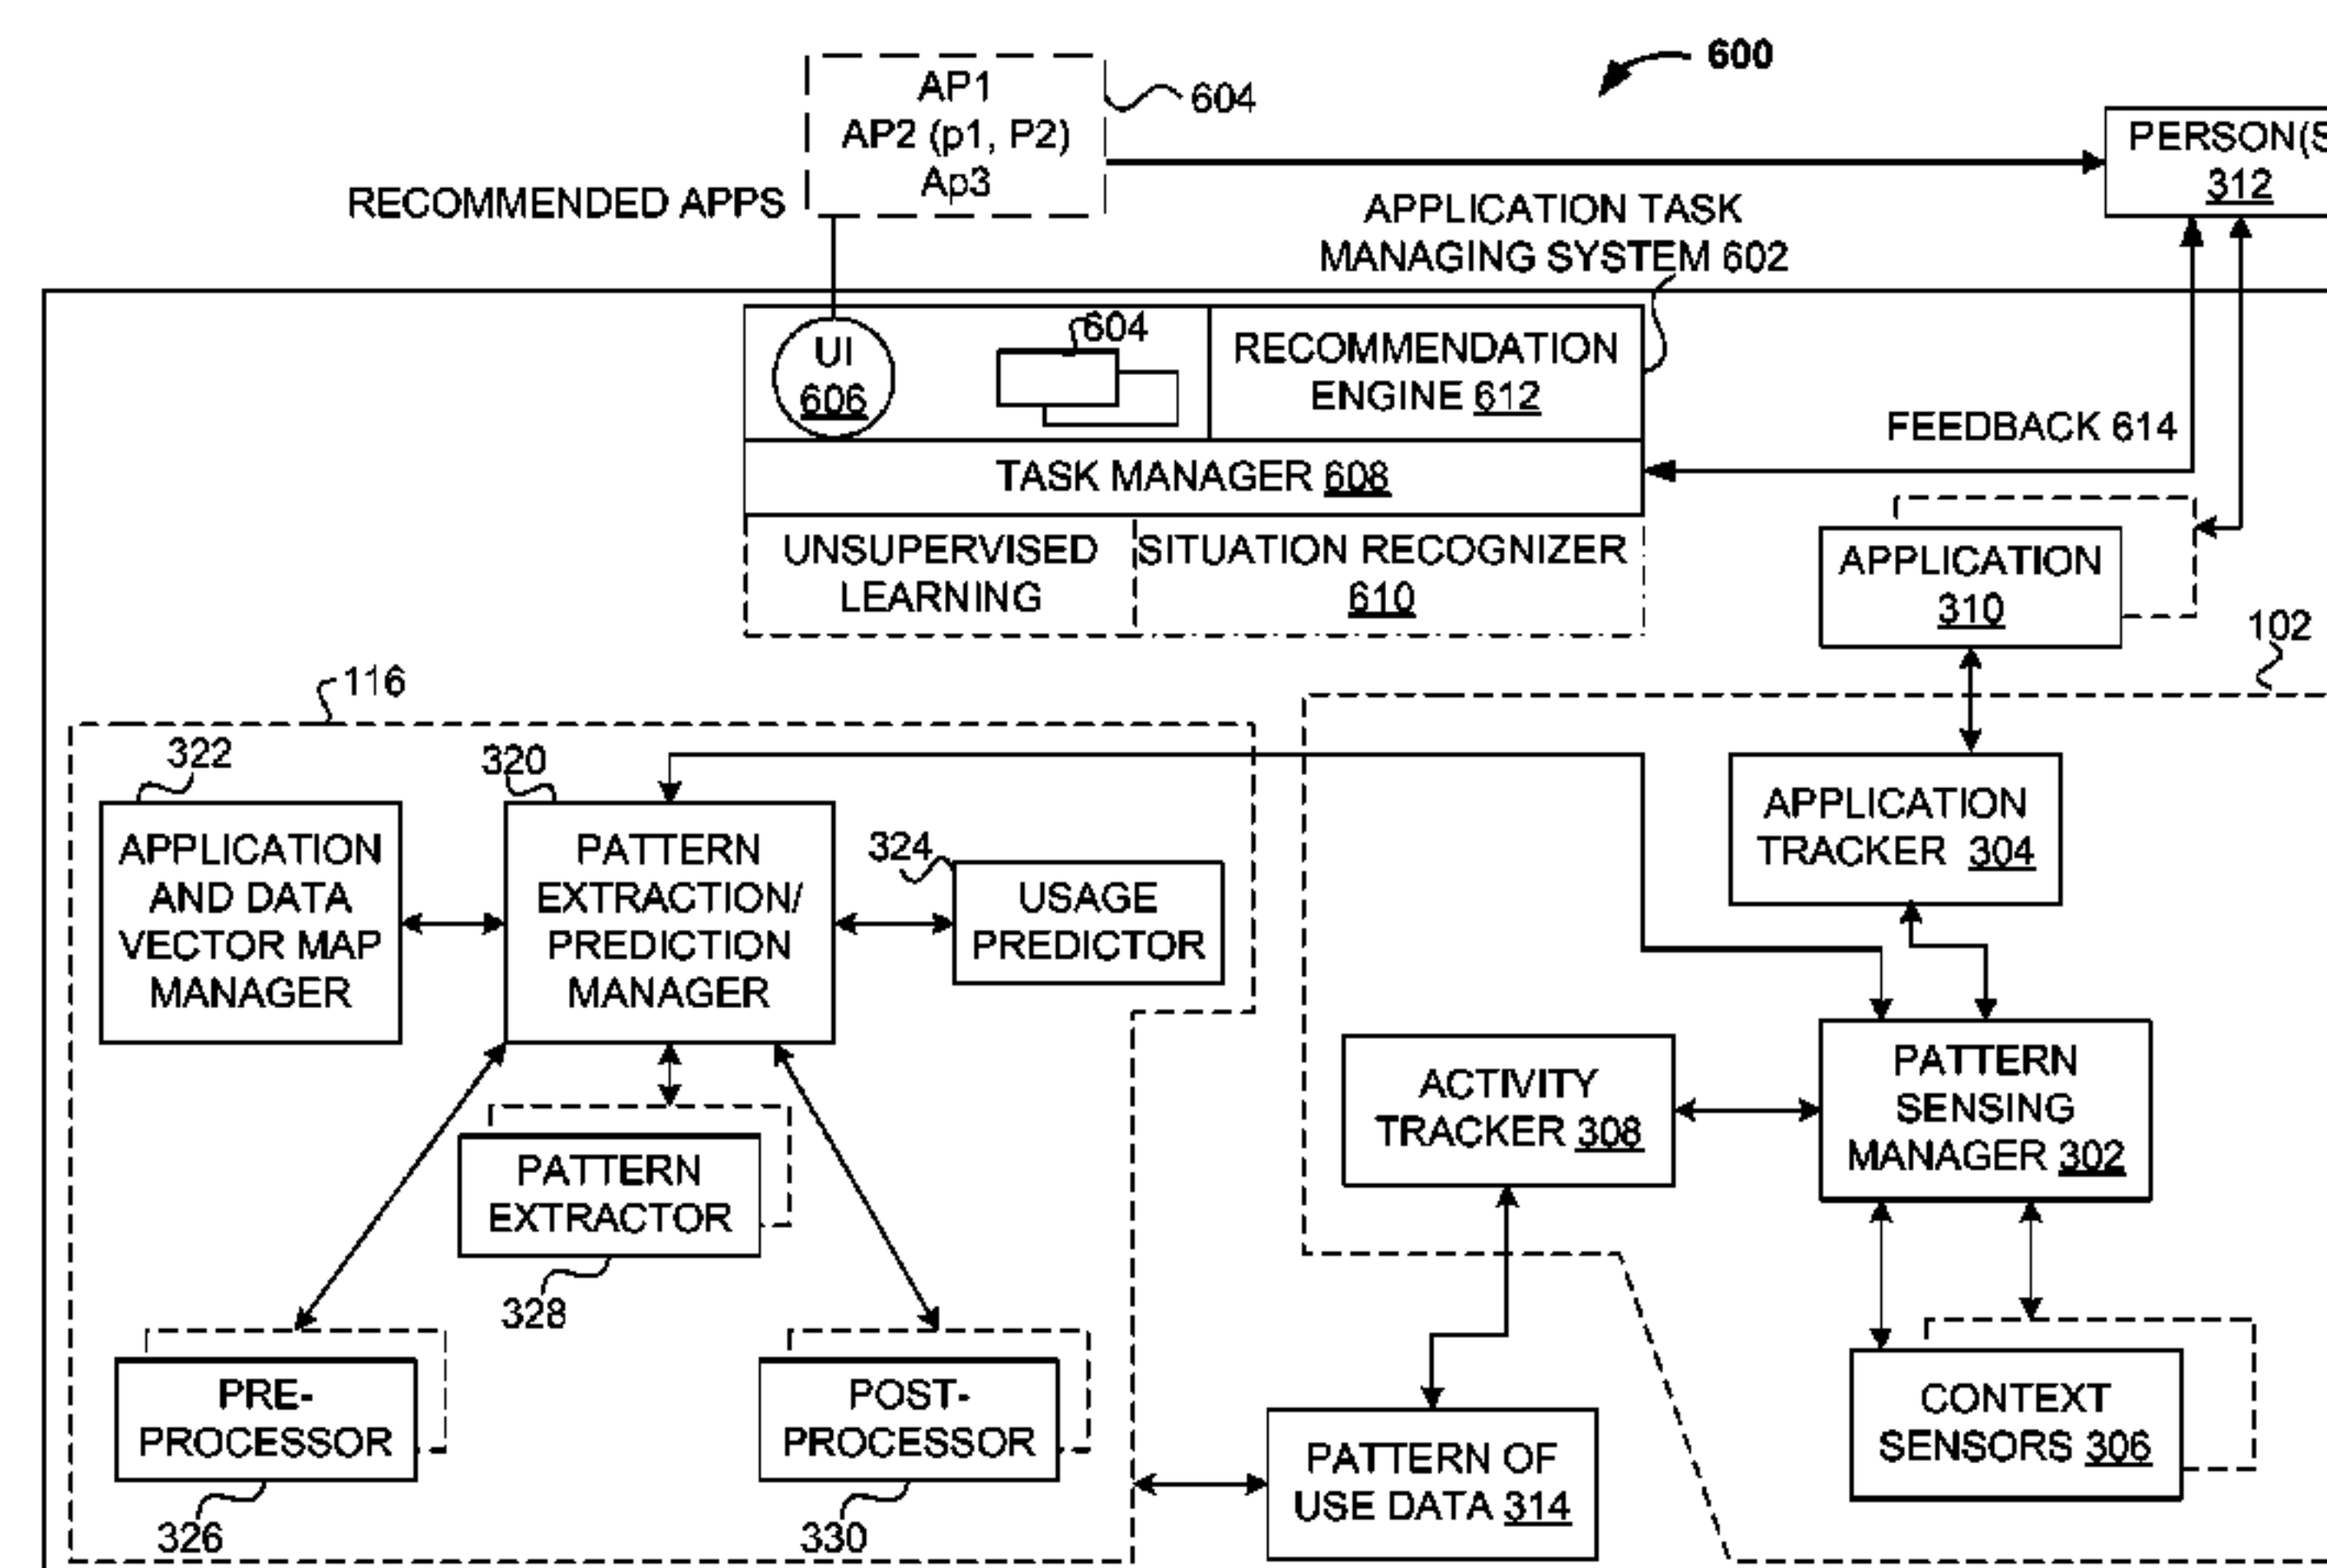 600
AP1
AP2 (p1, P2)
Ap3
604
PERSON(S
312
RECOMMENDED APPS
APPLICATION TASK
MANAGING SYSTEM 602
UI
606
604
RECOMMENDATION
ENGINE 612
FEEDBACK 614
TASK MANAGER 608
UNSUPERVISED
LEARNING
SITUATION RECOGNIZER
610
APPLICATION
310
102
116
322
320
324
APPLICATION
AND DATA
VECTOR MAP
MANAGER
PATTERN
EXTRACTION/
PREDICTION
MANAGER
USAGE
PREDICTOR
APPLICATION
TRACKER 304
ACTIVITY
TRACKER 308
PATTERN
SENSING
MANAGER 302
PATTERN
EXTRACTOR
328
PRE-
PROCESSOR
326
POST-
PROCESSOR
330
PATTERN OF
USE DATA 314
CONTEXT
SENSORS 306